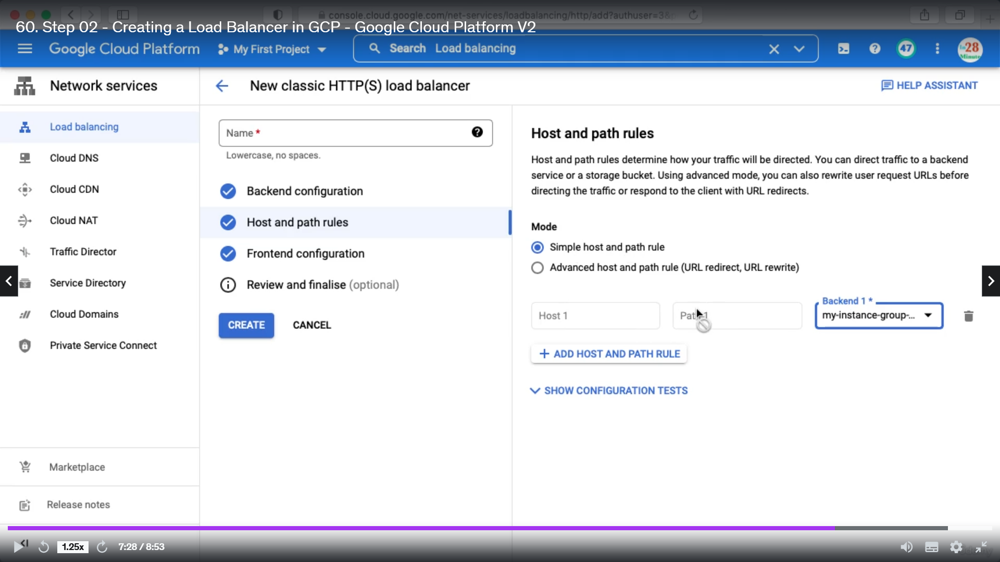 console.cloud.google.com/net-services/loadbalancing/http/add?authuser=3&p
60. Step 02 - Creating a Load Balancer in GCP - Google Cloud Platform V2
Google Cloud Platform
My First Project
Search Load balancing
47
in28
Minutes
Network services
New classic HTTP(S) load balancer
HELP ASSISTANT
Load balancing
Cloud DNS
Cloud CDN
Cloud NAT
Traffic Director
Service Directory
Cloud Domains
Private Service Connect
Marketplace
Release notes
Name *
Lowercase, no spaces.
Backend configuration
Host and path rules
Frontend configuration
Review and finalise (optional)
CREATE
CANCEL
Host and path rules
Host and path rules determine how your traffic will be directed. You can direct traffic to a backend
service or a storage bucket. Using advanced mode, you can also rewrite user request URLs before
directing the traffic or respond to the client with URL redirects.
Mode
Simple host and path rule
Advanced host and path rule (URL redirect, URL rewrite)
Host 1
Path 1
Backend 1 *
my-instance-group-...
+ ADD HOST AND PATH RULE
SHOW CONFIGURATION TESTS
1.25x
7:28 / 8:53